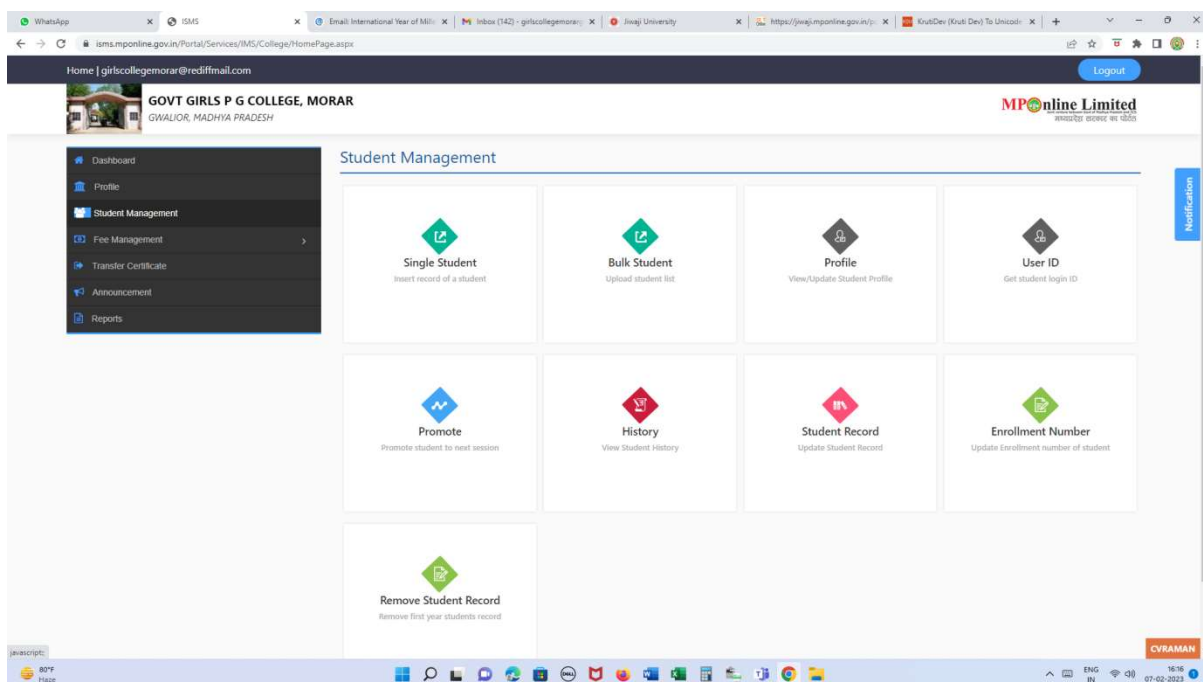 WhatsApp
ISMS
Email: International Year of Mille
Inbox (142) - girlscollegemorar@
Jiwaji University
https://jiwaji.mponline.gov.in/p
KrutiDev (Kruti Dev) To Unicode
isms.mponline.gov.in/Portal/Services/IMS/College/HomePage.aspx
Home | girlscollegemorar@rediffmail.com
Logout
GOVT GIRLS P G COLLEGE, MORAR
GWALIOR, MADHYA PRADESH
MPOnline Limited
मध्यप्रदेश सरकार का पोर्टल
Dashboard
Profile
Student Management
Fee Management
Transfer Certificate
Announcement
Reports
Student Management
Notification
Single Student
Insert record of a student
Bulk Student
Upload student list
Profile
View/Update Student Profile
User ID
Get student login ID
Promote
Promote student to next session
History
View Student History
Student Record
Update Student Record
Enrollment Number
Update Enrollment number of student
Remove Student Record
Remove first year students record
javascript:;
CVRAMAN
80°F
Haze
DELL
ENG
IN
16:16
07-02-2023